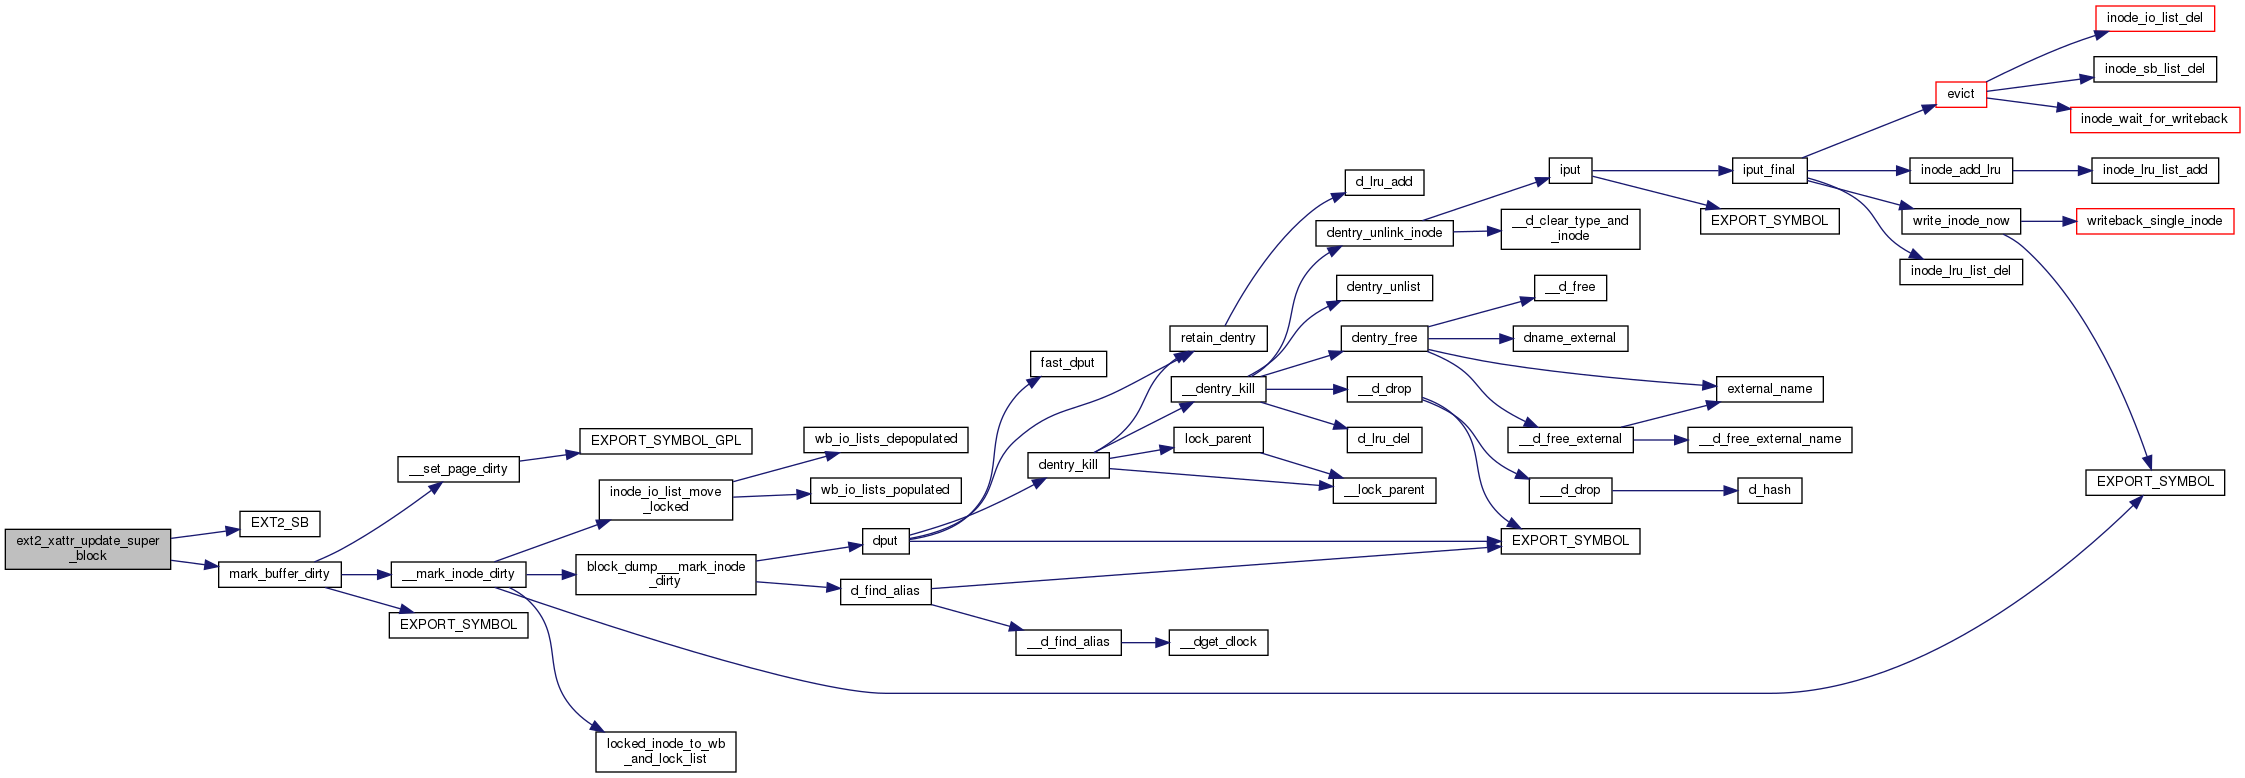 ext2_xattr_update_super
_block
EXT2_SB
mark_buffer_dirty
__set_page_dirty
EXPORT_SYMBOL_GPL
__mark_inode_dirty
EXPORT_SYMBOL
inode_io_list_move
_locked
wb_io_lists_depopulated
wb_io_lists_populated
block_dump___mark_inode
_dirty
locked_inode_to_wb
_and_lock_list
dput
d_find_alias
__d_find_alias
__dget_dlock
fast_dput
dentry_kill
retain_dentry
d_lru_add
__dentry_kill
lock_parent
__lock_parent
dentry_unlink_inode
dentry_unlist
dentry_free
__d_drop
d_lru_del
iput
__d_clear_type_and
_inode
__d_free
dname_external
__d_free_external
external_name
__d_free_external_name
___d_drop
d_hash
EXPORT_SYMBOL
iput_final
EXPORT_SYMBOL
evict
inode_add_lru
write_inode_now
inode_lru_list_del
inode_io_list_del
inode_sb_list_del
inode_wait_for_writeback
inode_lru_list_add
writeback_single_inode
EXPORT_SYMBOL